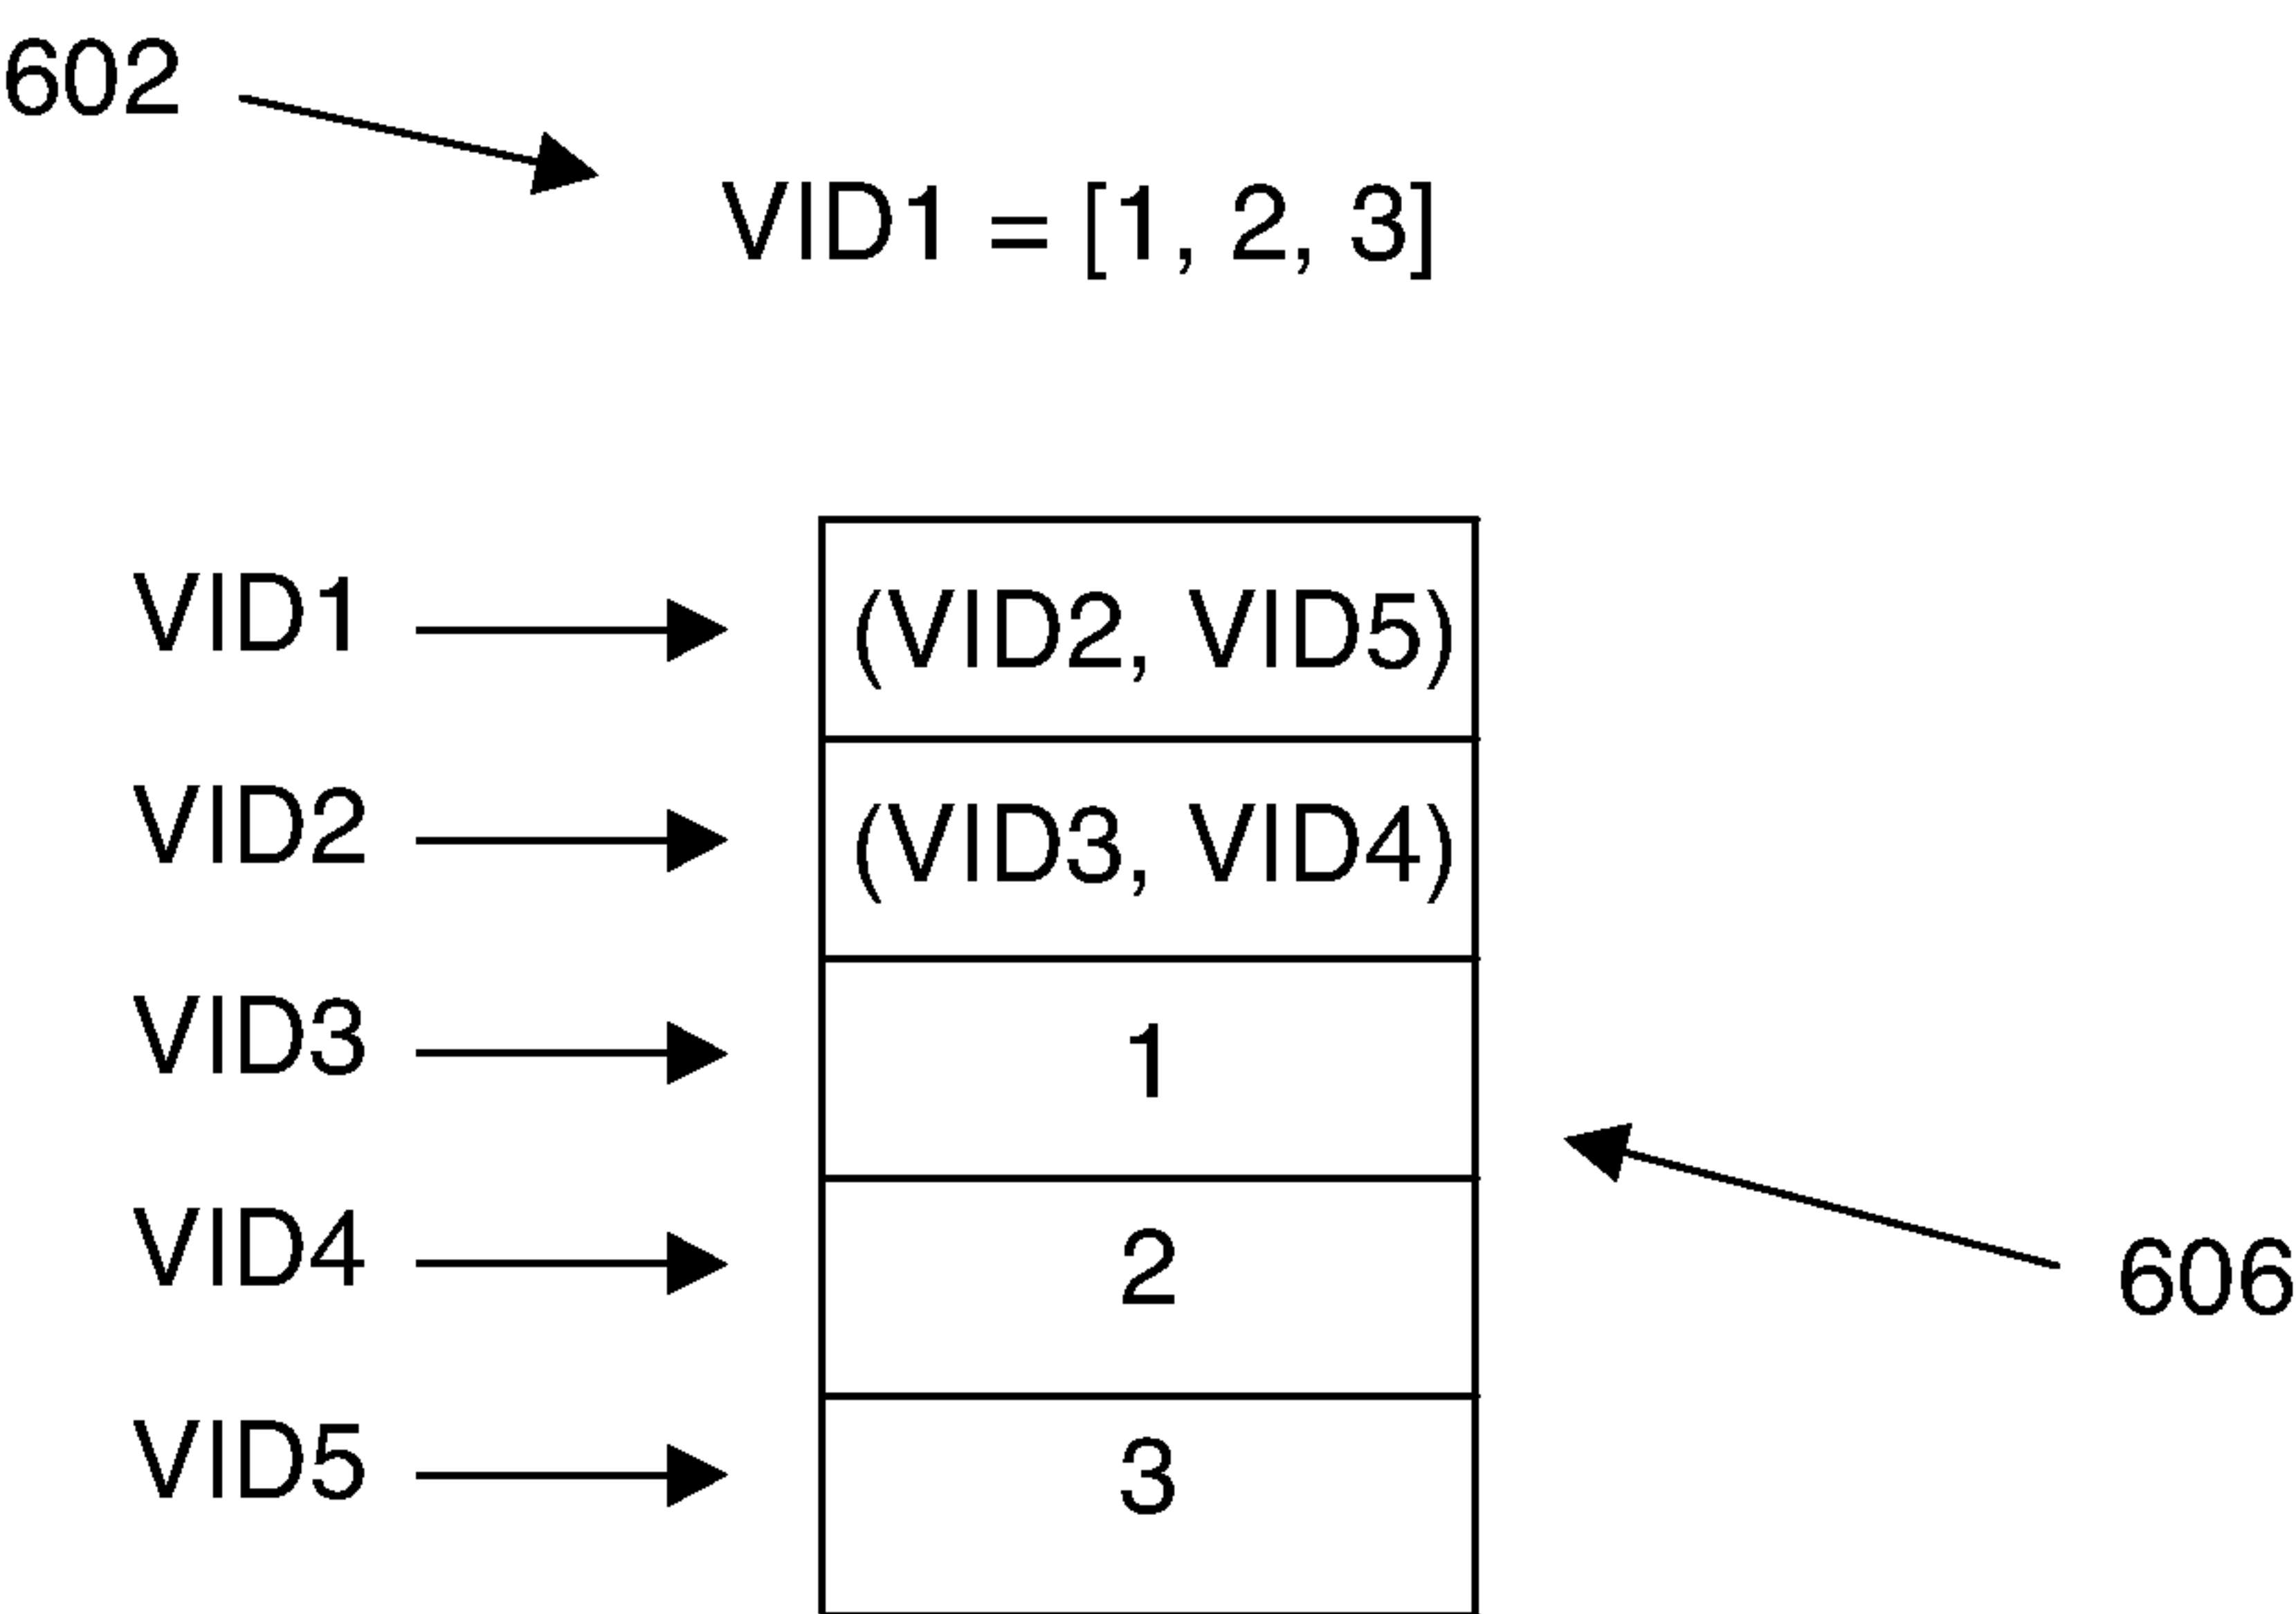 602
VID1 = [1, 2, 3]
VID1 (VID2, VID5)
VID2 (VID3, VID4)
VID3 1
VID4 2
606
VID5 3